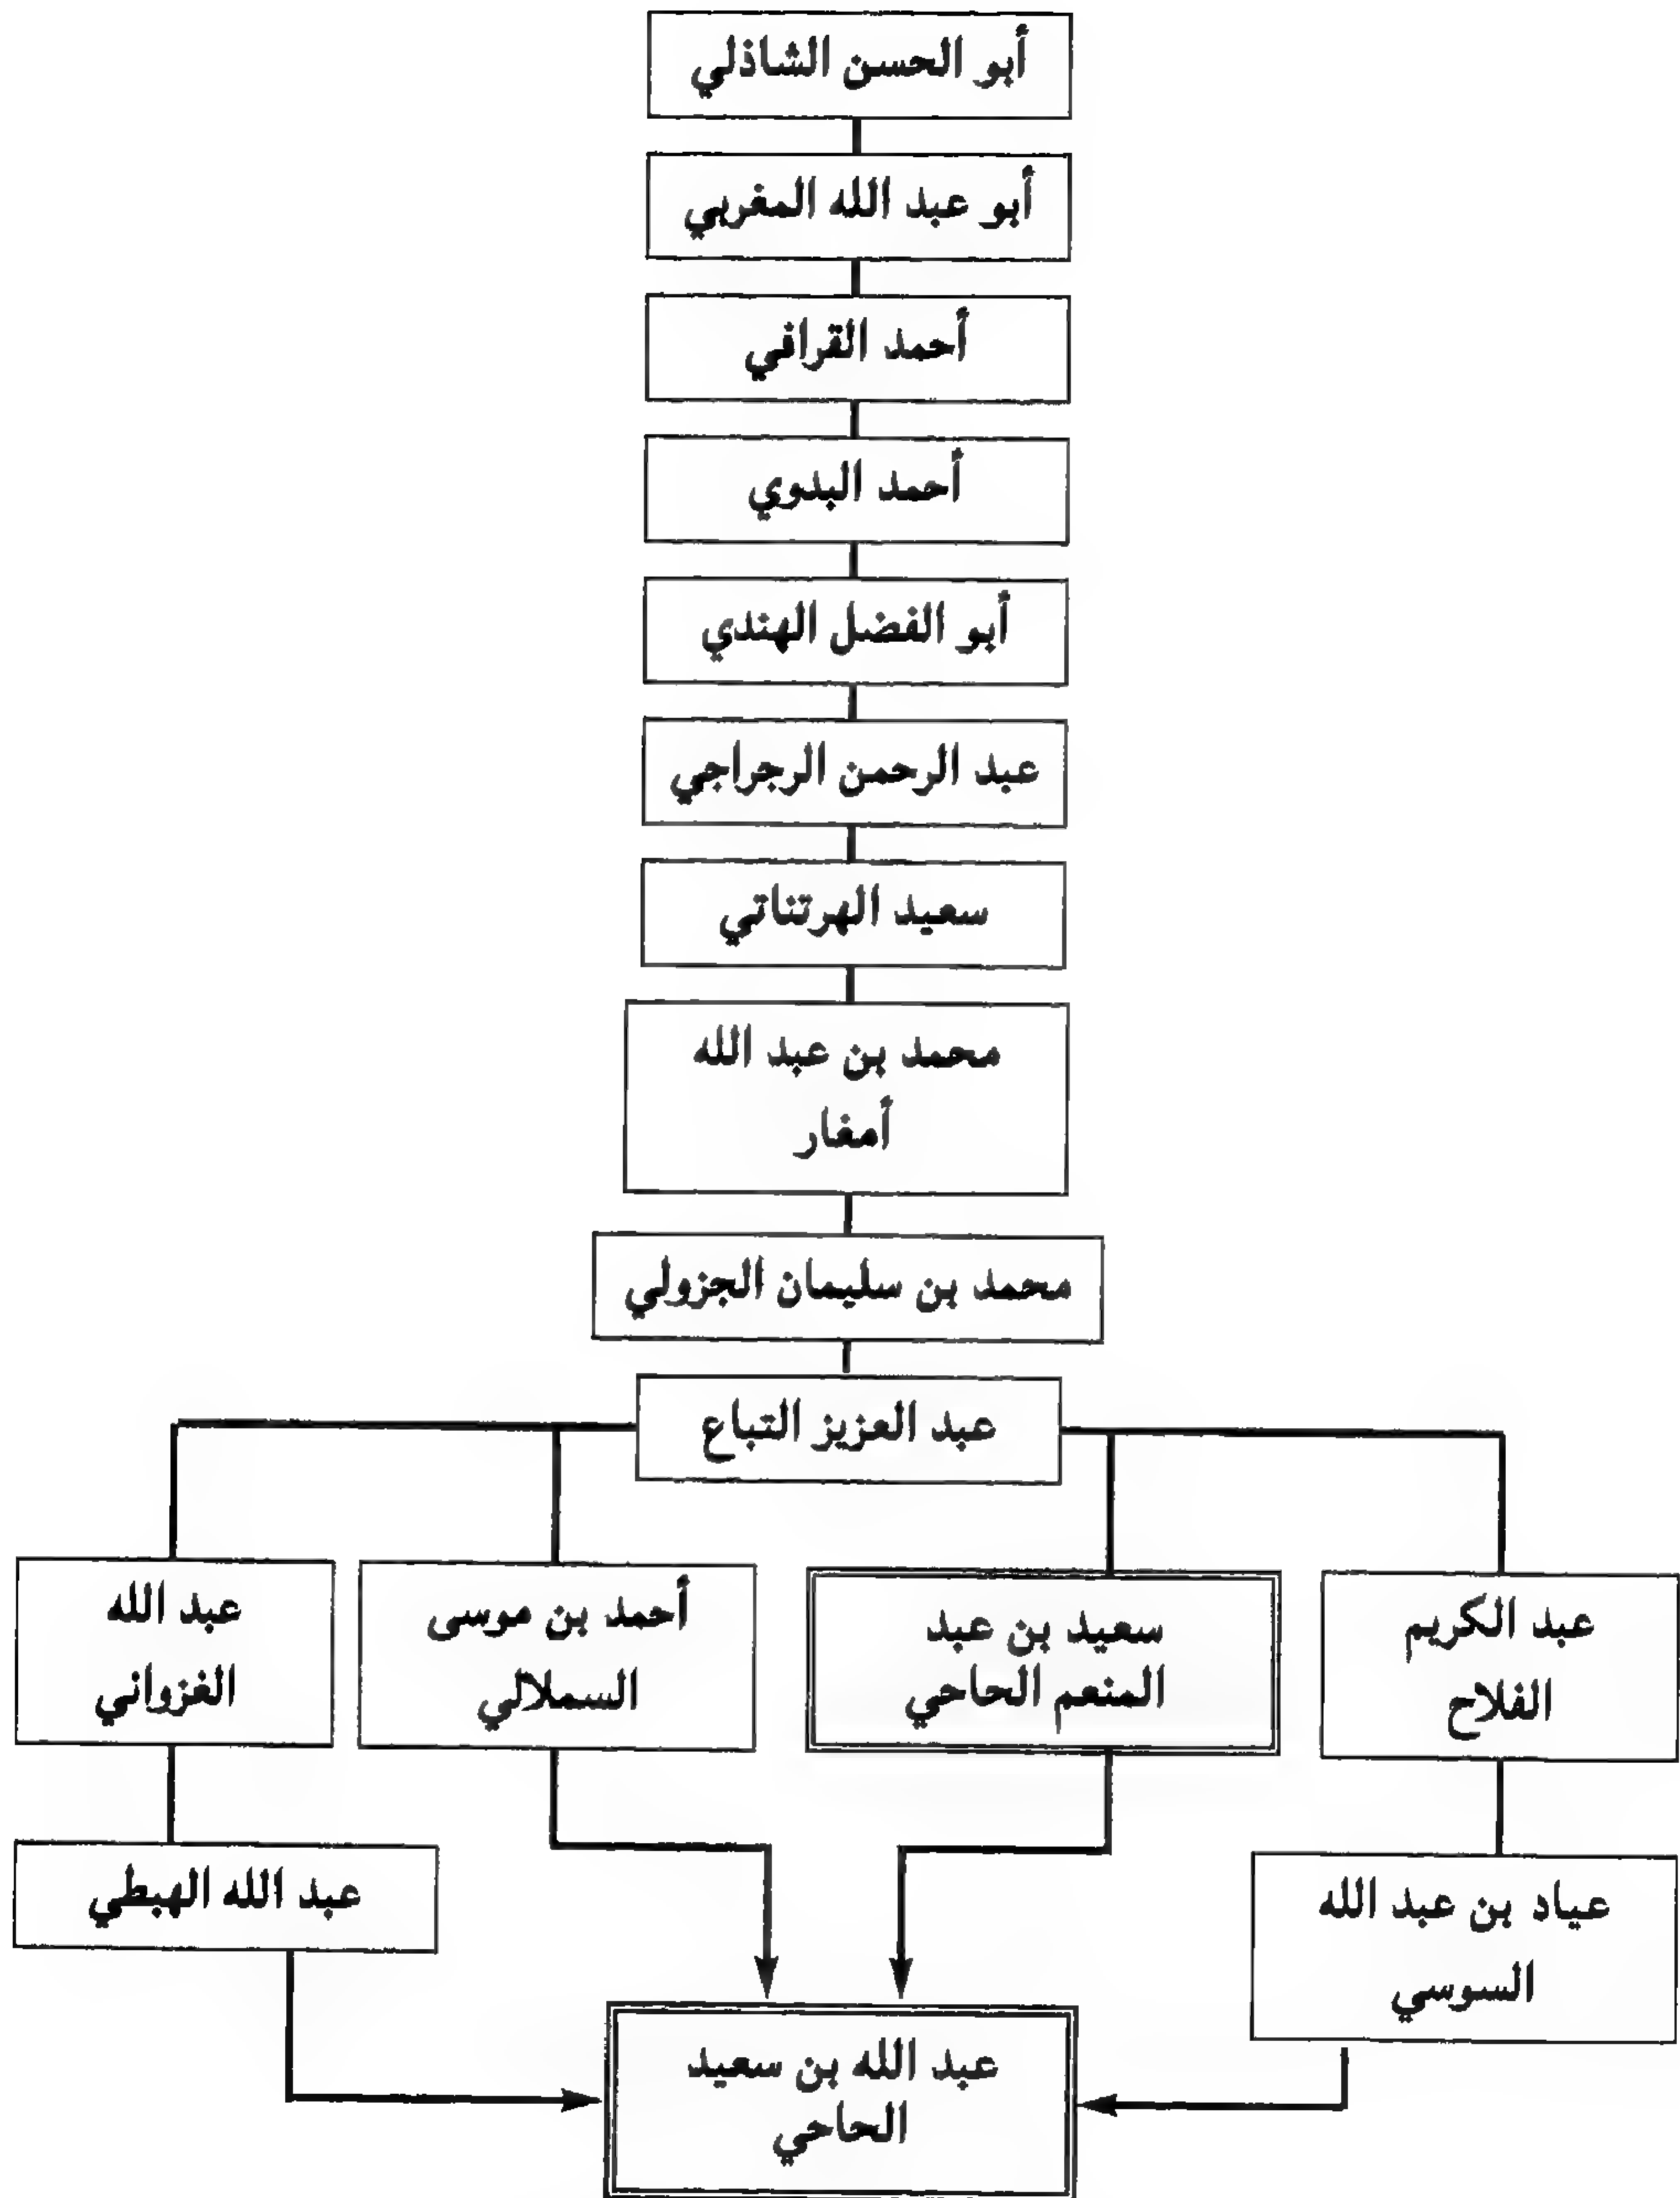 أبو الحسن الشاذلي
أبو عبد الله المغربي
أحمد القرافي
أحمد البدوي
أبو الفضل الهندي
عبد الرحمن الرجراجي
سعيد الهرتناتي
محمد بن عبد الله
أمغار
محمد بن سليمان الجزولي
عبد العزيز التباع
عبد الكريم
الفلاح
سعيد بن عبد
المنعم الحاحي
أحمد بن موسى
السملالي
عبد الله
الغزواني
عياد بن عبد الله
السوسي
عبد الله الهبطي
عبد الله بن سعيد
الحاحي